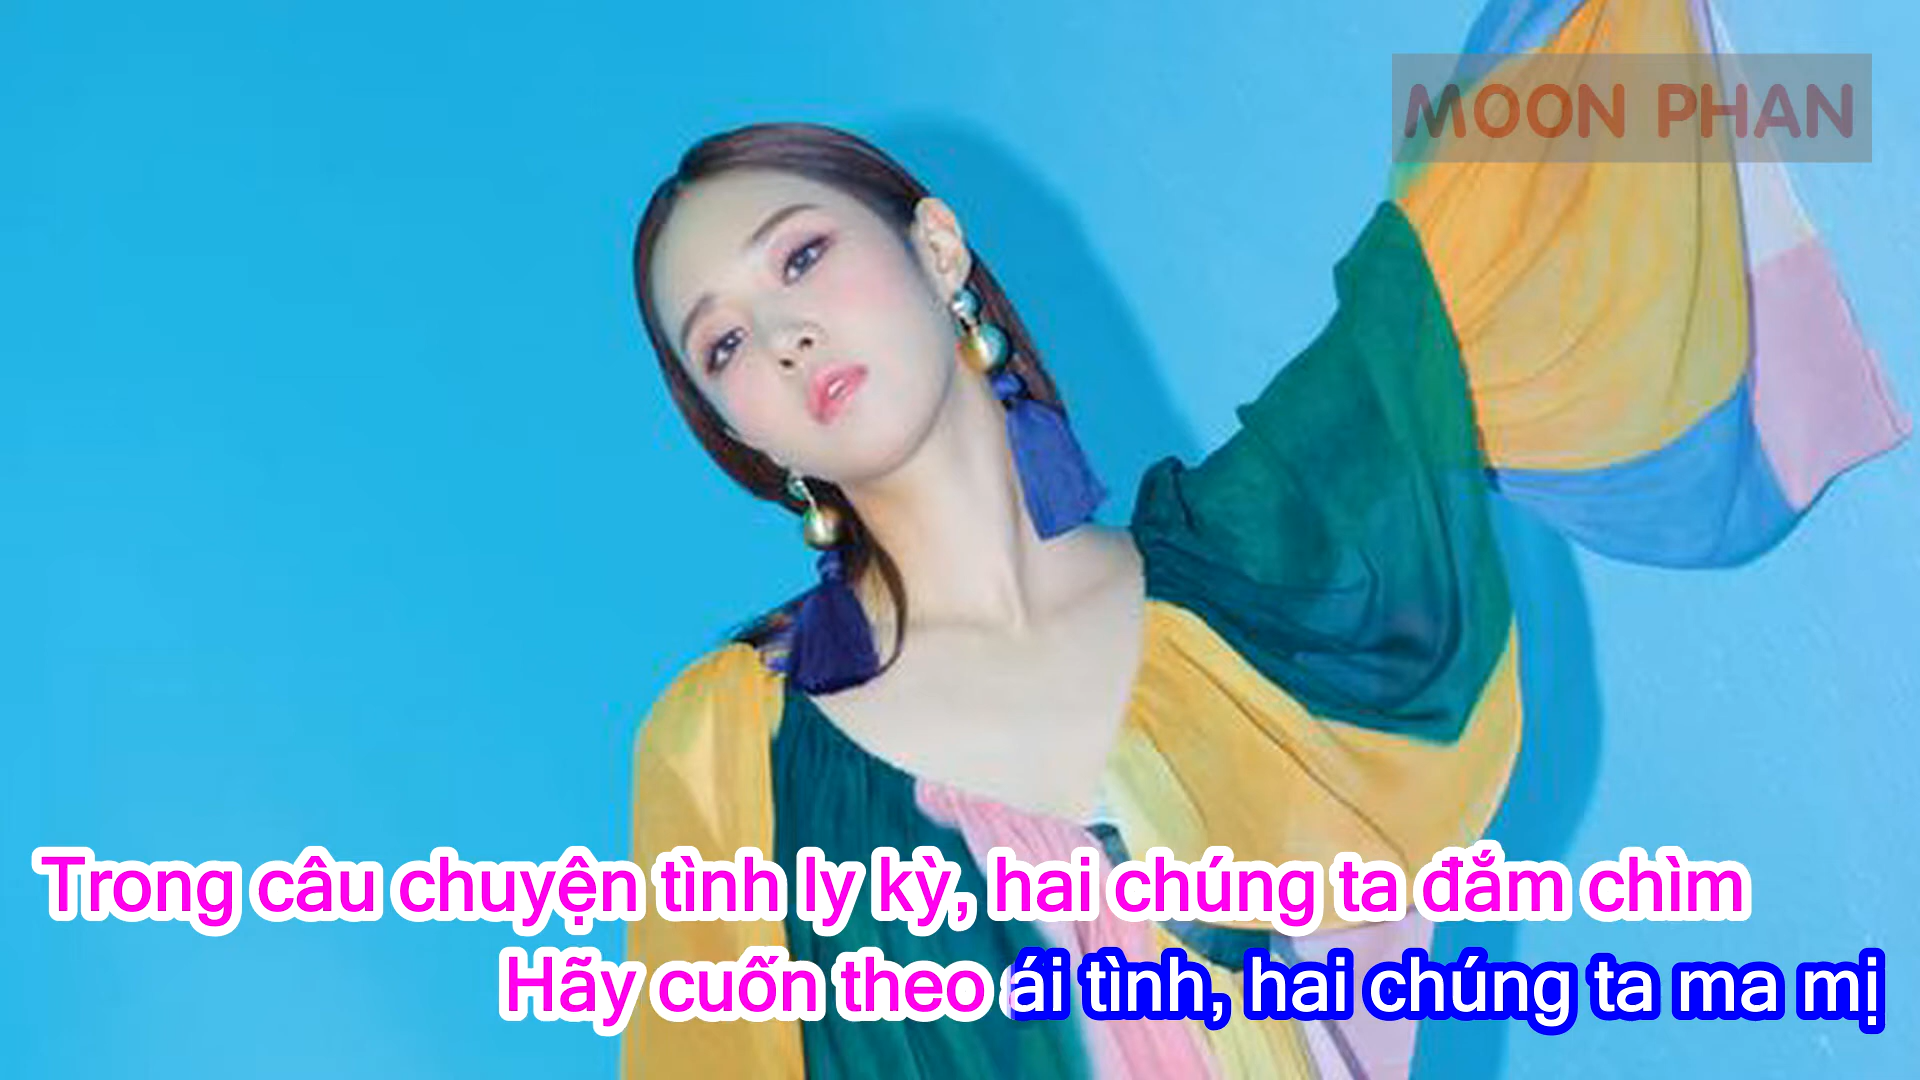 MOON PHAN
Trong câu chuyện tình ly kỳ, hai chúng ta đắm chìm
Hãy cuốn theo ái tình, hai chúng ta ma mị